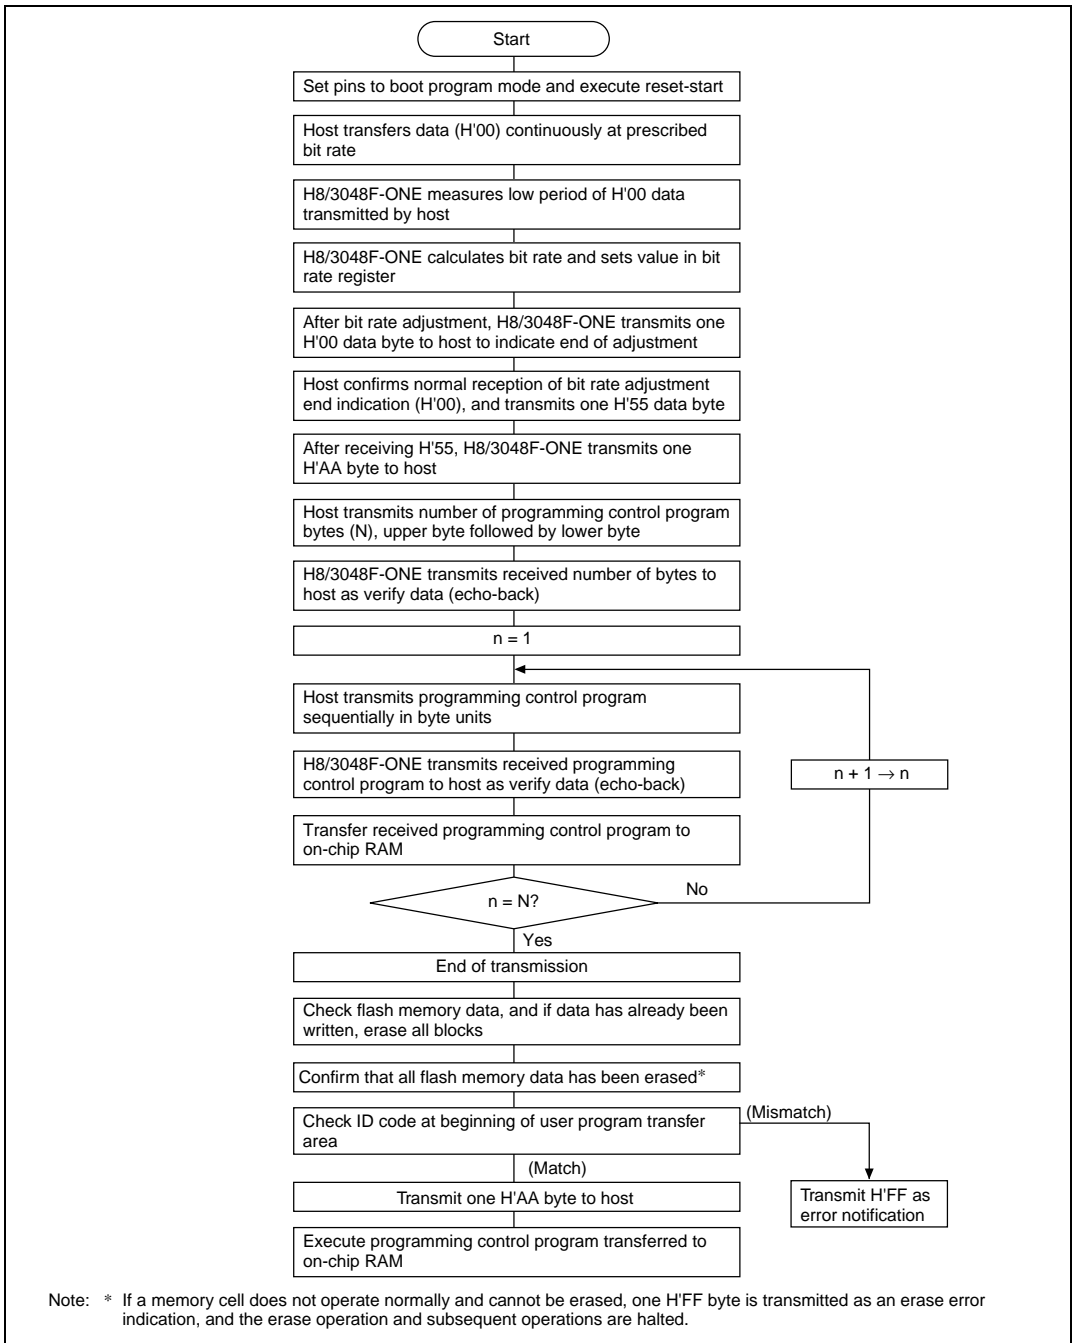 Start
Set pins to boot program mode and execute reset-start
Host transfers data (H'00) continuously at prescribed
bit rate
H8/3048F-ONE measures low period of H'00 data
transmitted by host
H8/3048F-ONE calculates bit rate and sets value in bit
rate register
After bit rate adjustment, H8/3048F-ONE transmits one
H'00 data byte to host to indicate end of adjustment
Host confirms normal reception of bit rate adjustment
end indication (H'00), and transmits one H'55 data byte
After receiving H'55, H8/3048F-ONE transmits one
H'AA byte to host
Host transmits number of programming control program
bytes (N), upper byte followed by lower byte
H8/3048F-ONE transmits received number of bytes to
host as verify data (echo-back)
n = 1
Host transmits programming control program
sequentially in byte units
H8/3048F-ONE transmits received programming
control program to host as verify data (echo-back)
n + 1 → n
Transfer received programming control program to
on-chip RAM
n = N?
No
Yes
End of transmission
Check flash memory data, and if data has already been
written, erase all blocks
Confirm that all flash memory data has been erased*
Check ID code at beginning of user program transfer
area
(Mismatch)
(Match)
Transmit one H'AA byte to host
Transmit H'FF as
error notification
Execute programming control program transferred to
on-chip RAM
Note: * If a memory cell does not operate normally and cannot be erased, one H'FF byte is transmitted as an erase error
indication, and the erase operation and subsequent operations are halted.